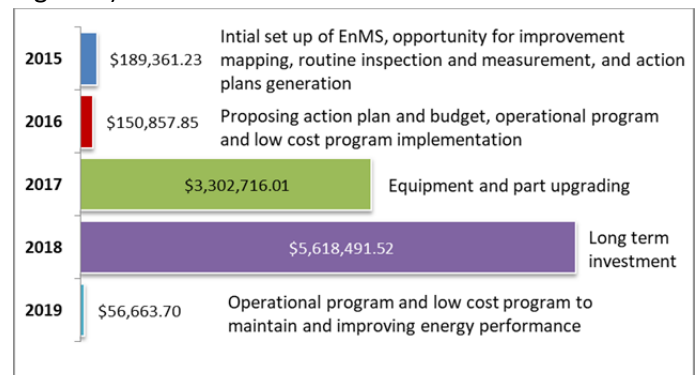 2015
$189,361.23
Intial set up of EnMS, opportunity for improvement
mapping, routine inspection and measurement, and action
plans generation
2016
$150,857.85
Proposing action plan and budget, operational program
and low cost program implementation
2017
$3,302,716.01
Equipment and part upgrading
2018
$5,618,491.52
Long term
investment
2019
$56,663.70
Operational program and low cost program to
maintain and improving energy performance